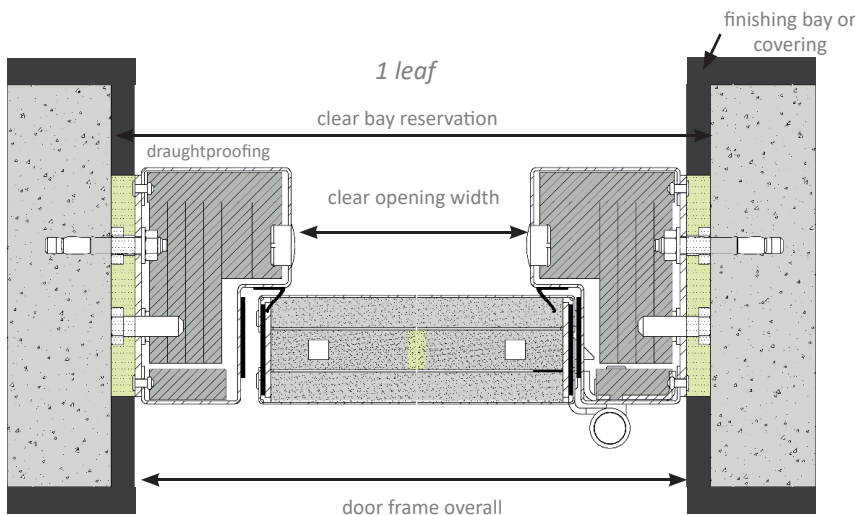 finishing bay or
covering
1 leaf
clear bay reservation
draughtproofing
clear opening width
door frame overall